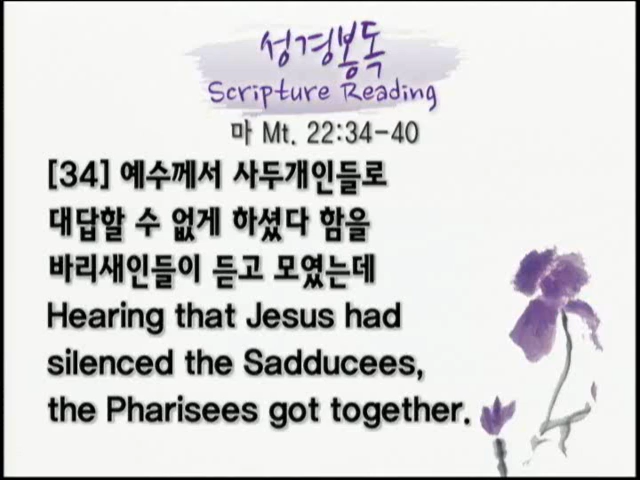 성경봉독
Scripture Reading
마 Mt. 22:34-40
[34] 예수께서 사두개인들로
대답할 수 없게 하셨다 함을
바리새인들이 듣고 모였는데
Hearing that Jesus had
silenced the Sadducees,
the Pharisees got together.